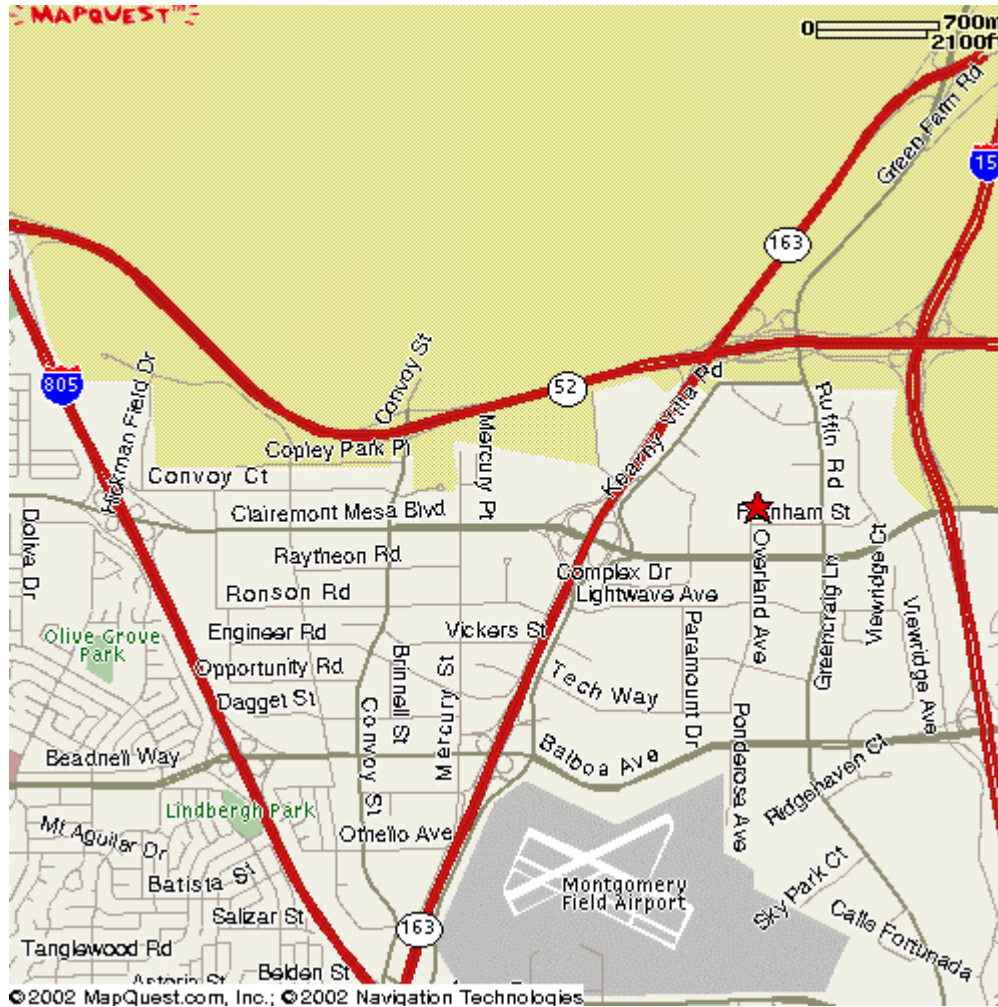 MAPQUEST™
0 700m
2100ft
Green Farm Rd
15
163
805
Hickman Field Dr
Convoy St
52
Kearny Villa Rd
Ruffin Rd
Copley Park Pl
Mercury Pt
Convoy Ct
Clairemont Mesa Blvd
Farnham St
Doliva Dr
Raytheon Rd
Complex Dr
Overland Ave
Greencraig Ln
Viewridge Ct
Ronson Rd
Lightwave Ave
Viewridge Ave
Olive Grove
Park
Engineer Rd
Vickers St
Paramount Dr
Opportunity Rd
Brinnell St
Mercury St
Tech Way
Dagget St
Convoy St
Ponderosa Ave
Beadnell Way
Balboa Ave
Ridgehaven Ct
Lindbergh Park
Mt Aguilar Dr
Othello Ave
Batista St
Montgomery
Field Airport
Sky Park Ct
Salizar St
163
Calle Fortunada
Tanglewood Rd
Astoria St
Belden St
©2002 MapQuest.com, Inc.; ©2002 Navigation Technologies